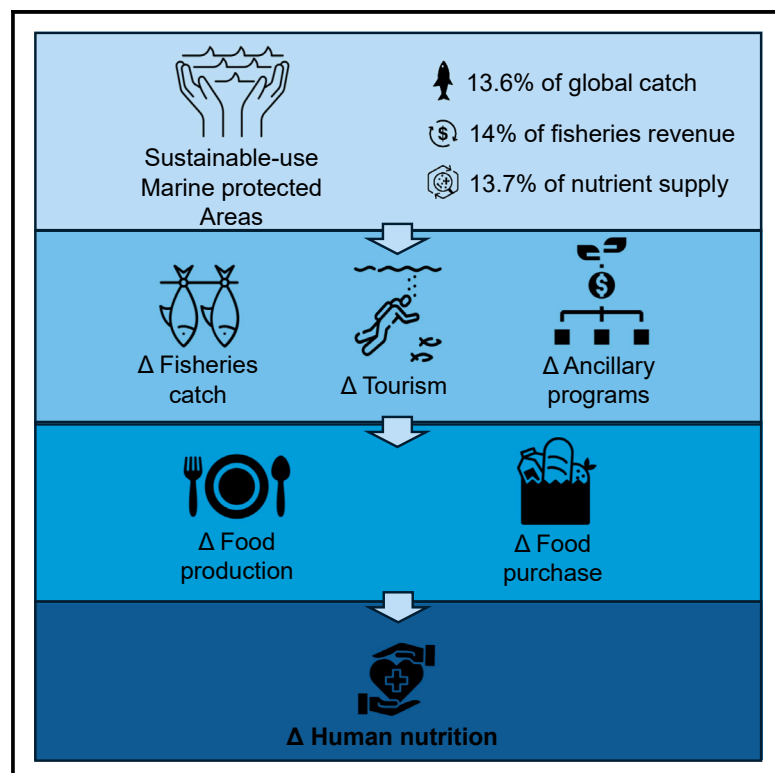 Sustainable-use
Marine protected
Areas
13.6% of global catch
$ 14% of fisheries revenue
13.7% of nutrient supply
Δ Fisheries
catch
Δ Tourism
$
Δ Ancillary
programs
Δ Food
production
Δ Food
purchase
Δ Human nutrition